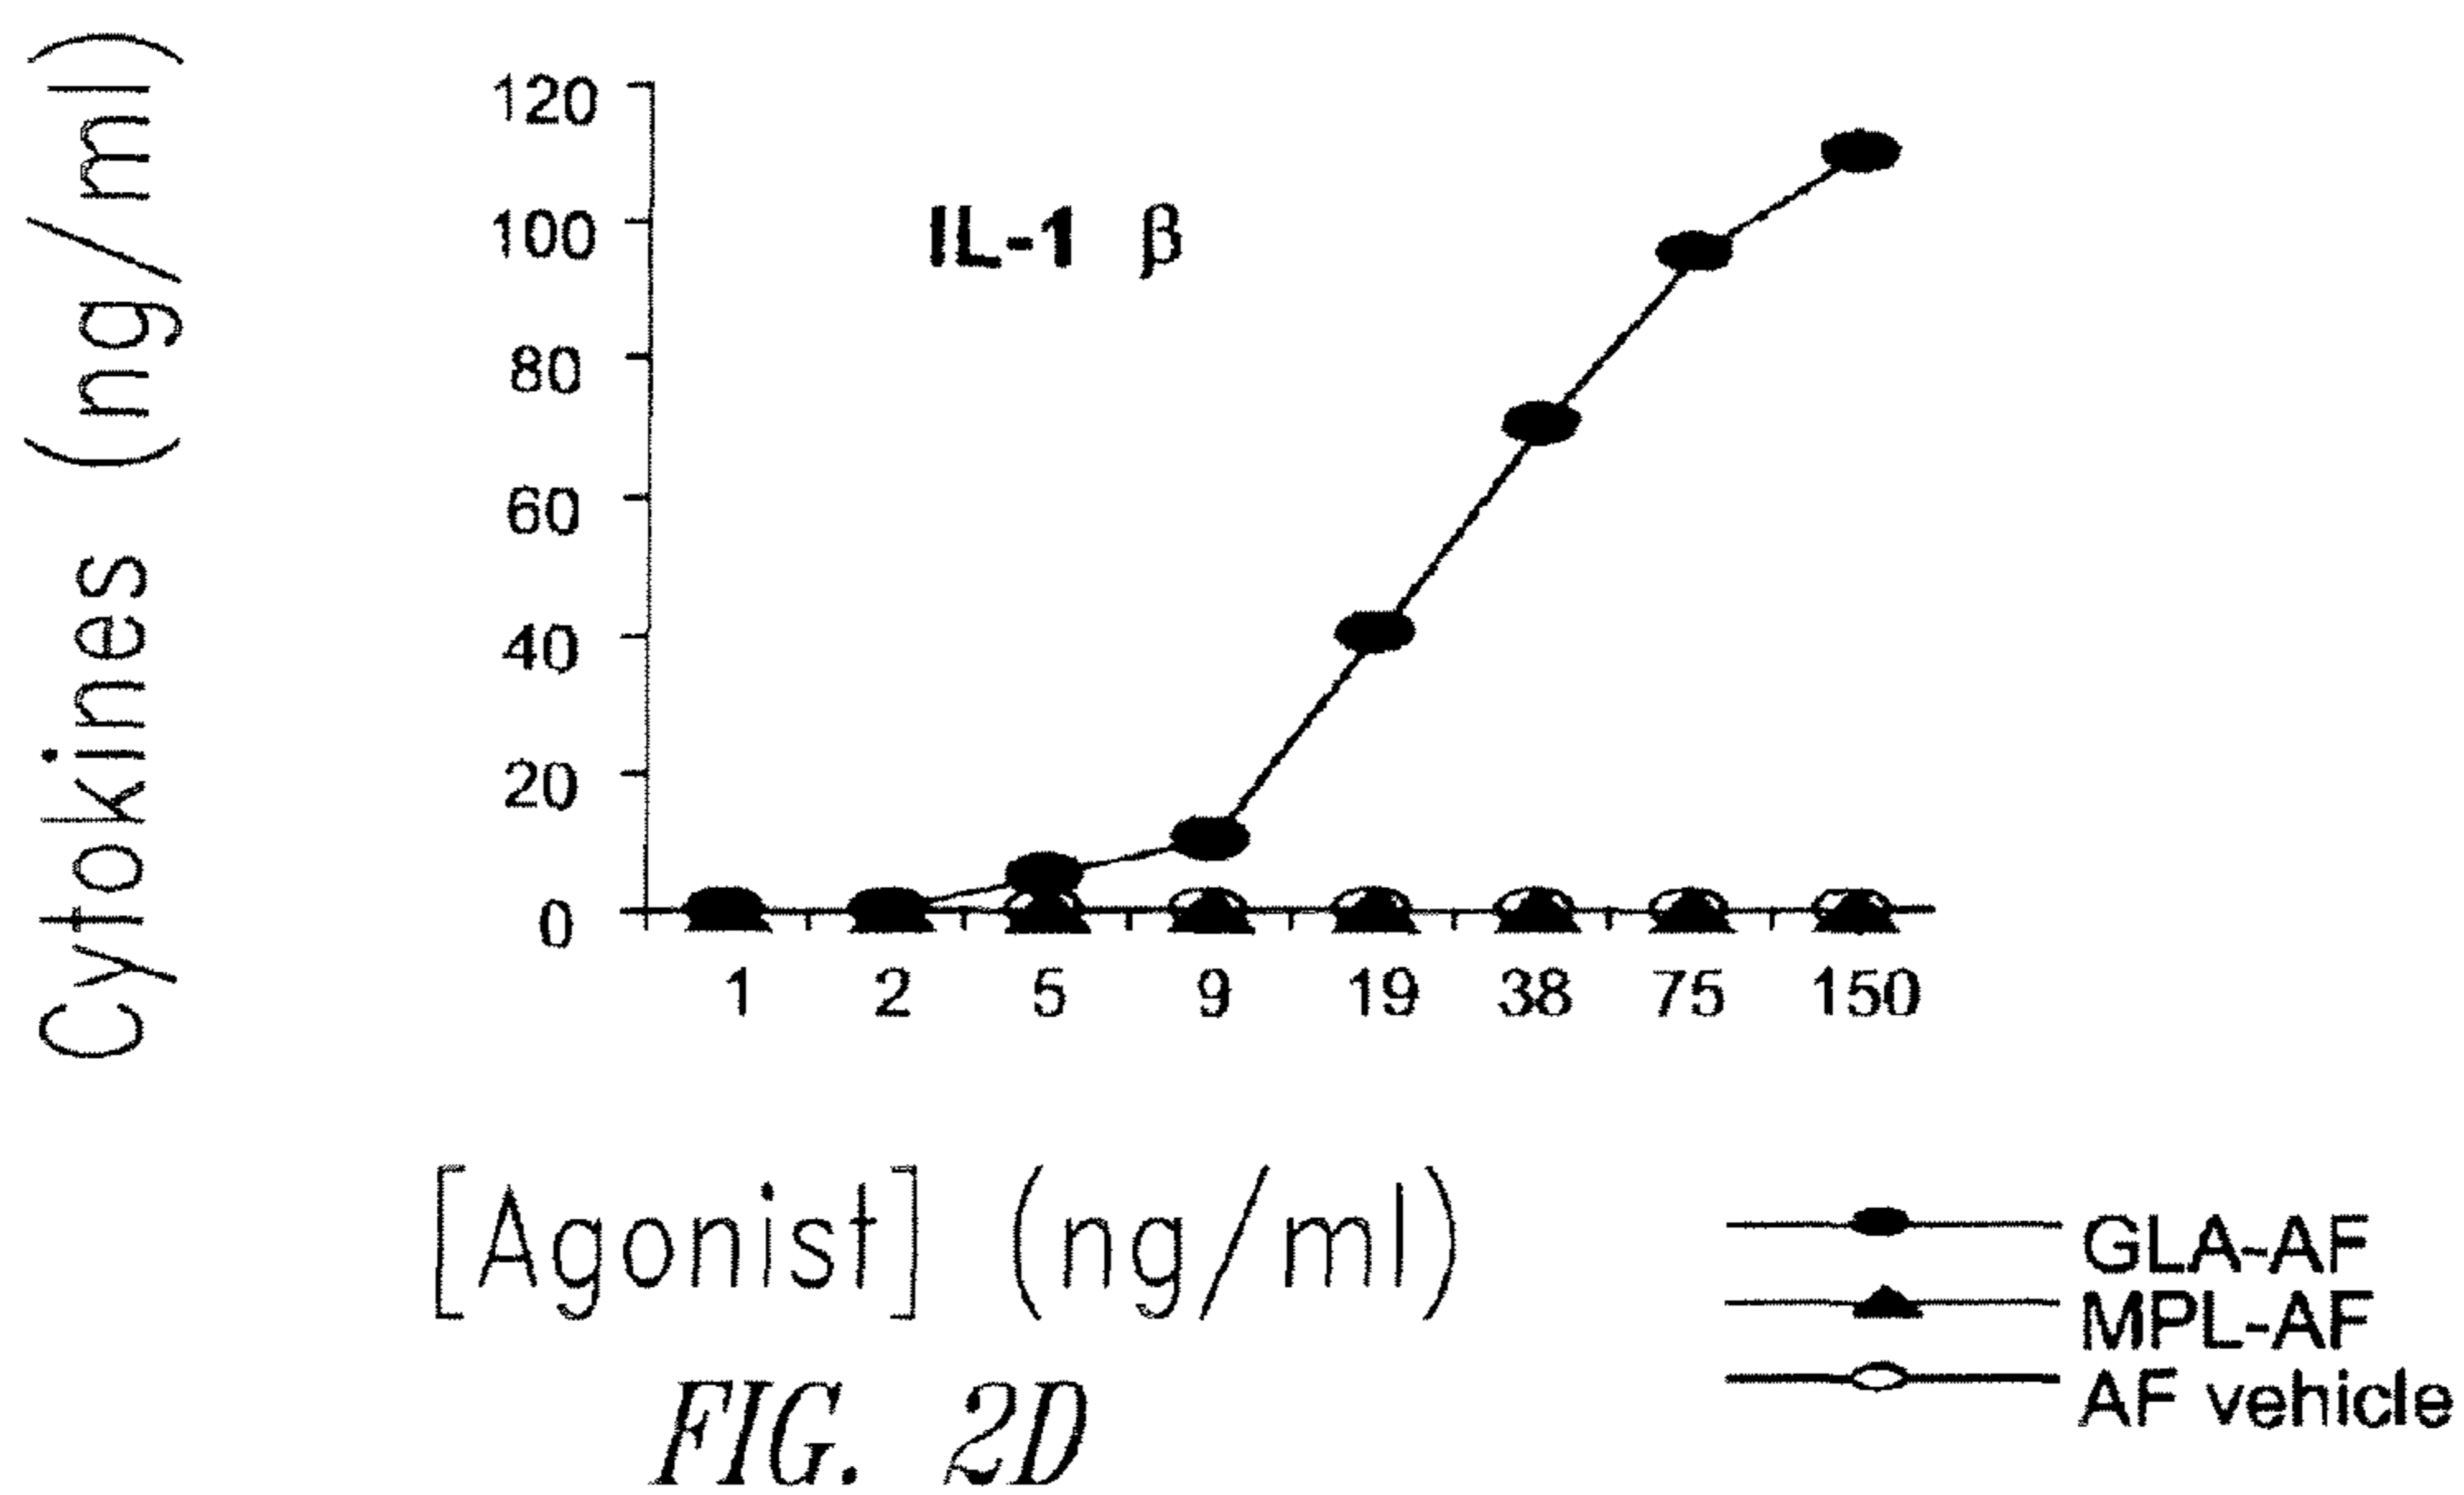 Cytokines (ng/ml)
120
100
80
60
40
20
0
IL-1 β
1 2 5 9 19 38 75 150
[Agonist] (ng/ml)
GLA-AF
MPL-AF
AF vehicle
FIG. 2D